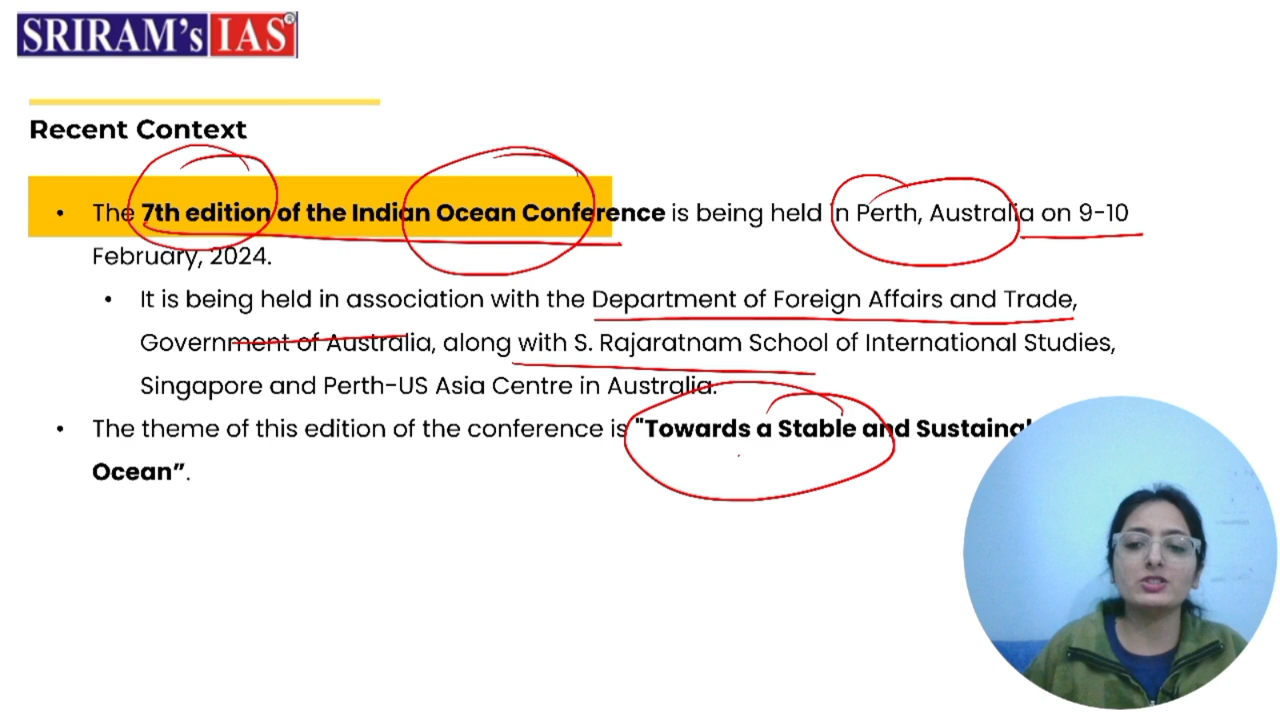 SRIRAM's IAS®
Recent Context
• The 7th edition of the Indian Ocean Conference is being held in Perth, Australia on 9-10
February, 2024.
• It is being held in association with the Department of Foreign Affairs and Trade,
Government of Australia, along with S. Rajaratnam School of International Studies,
Singapore and Perth-US Asia Centre in Australia.
• The theme of this edition of the conference is "Towards a Stable and
Ocean”.